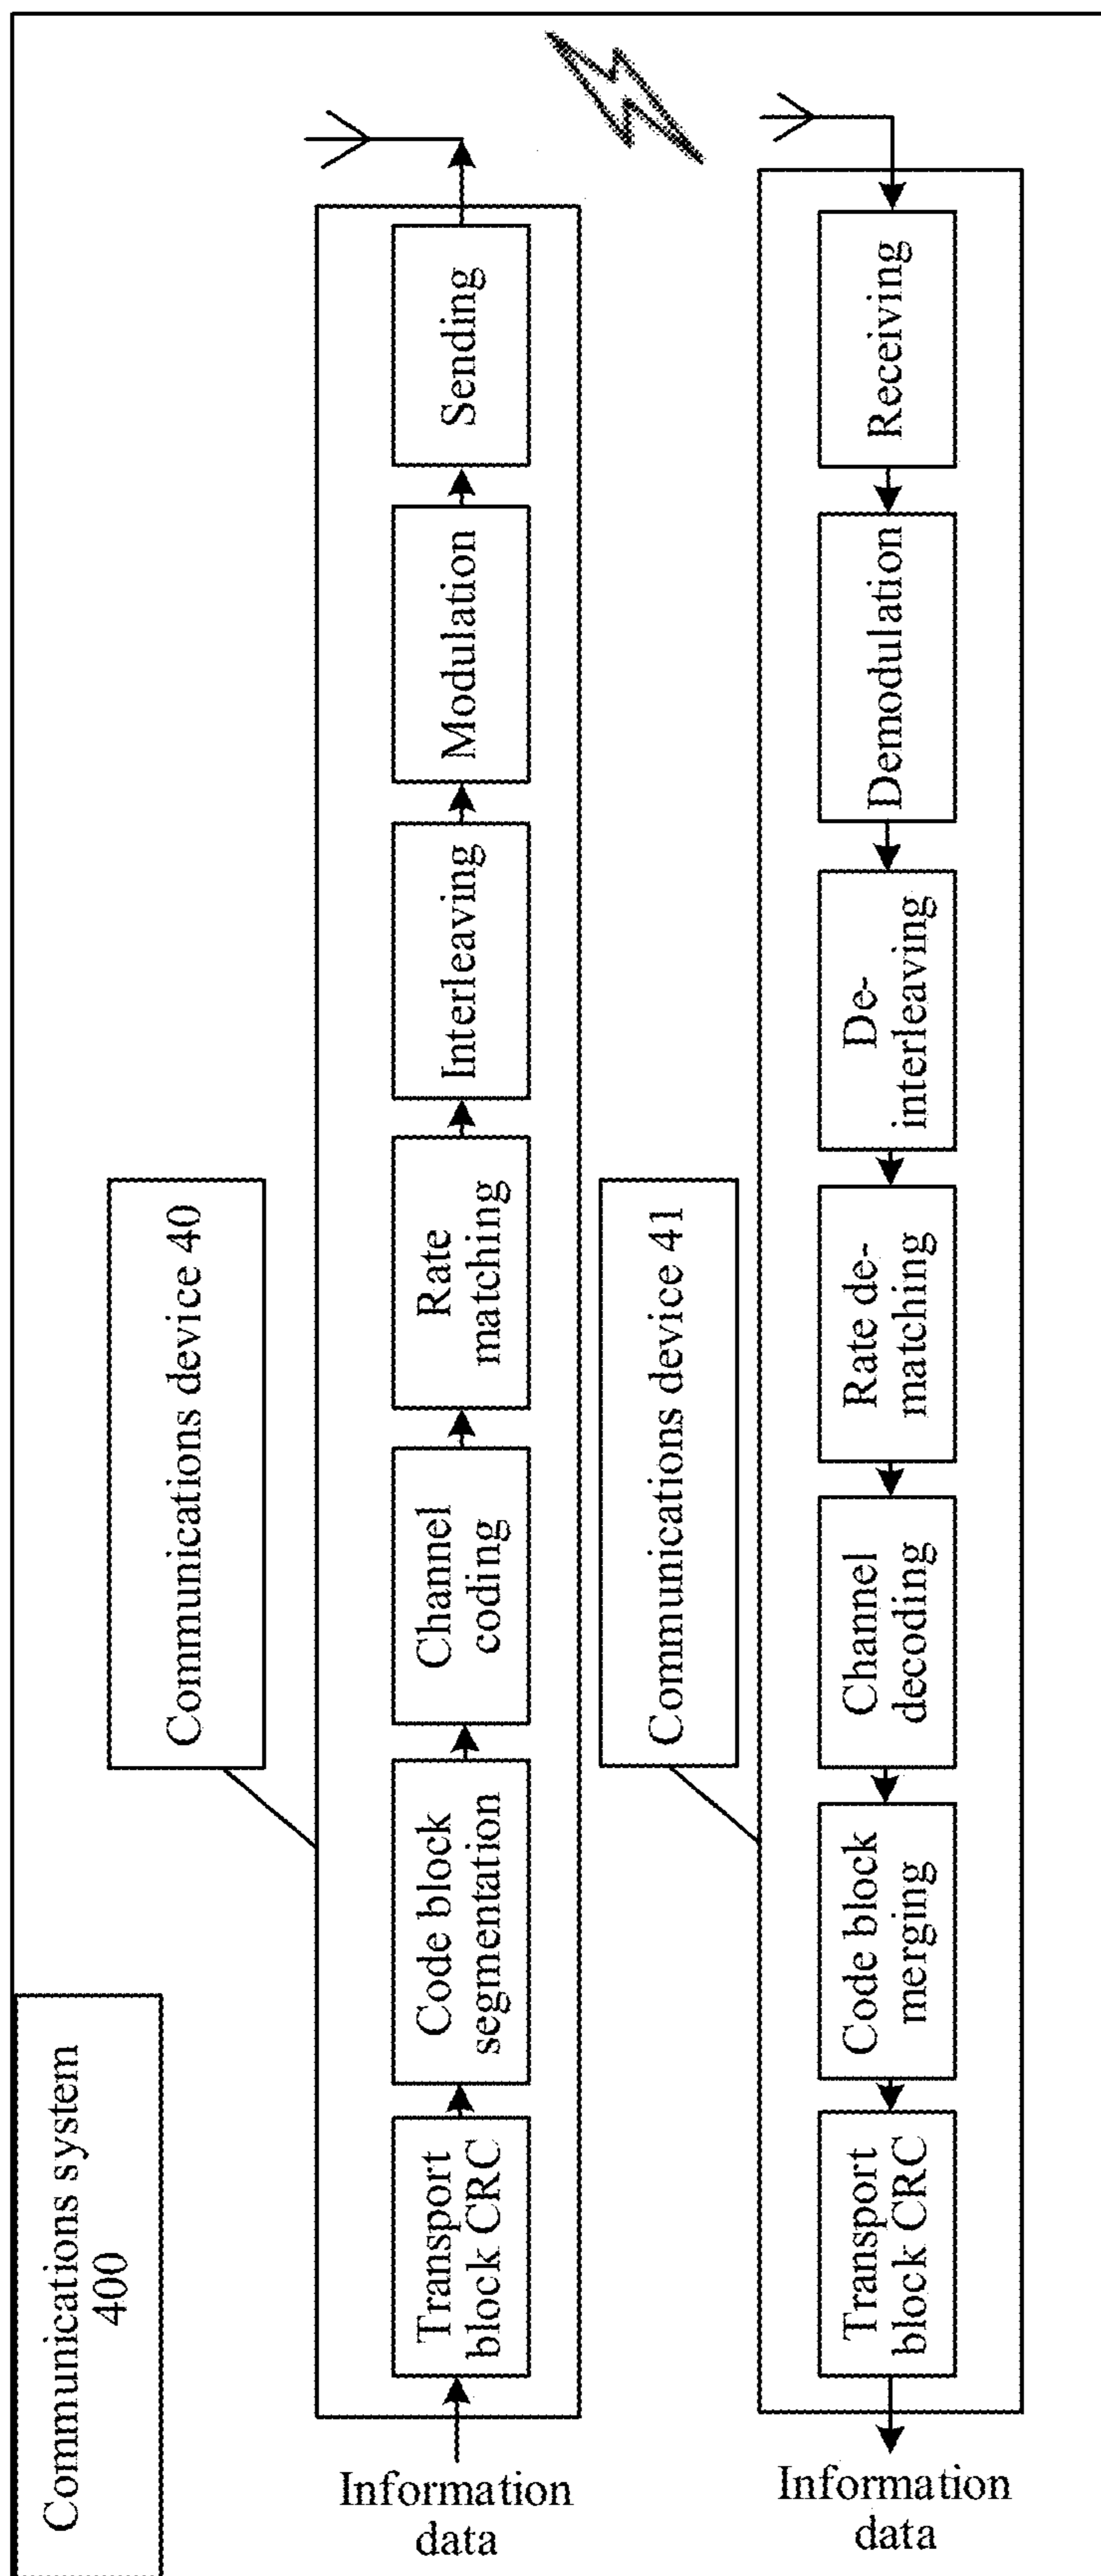 Communications system
400
Communications device 40
Information
data
Transport
block CRC
Code block
segmentation
Channel
coding
Rate
matching
Interleaving
Modulation
Sending
Communications device 41
Information
data
Transport
block CRC
Code block
merging
Channel
decoding
Rate de-
matching
De-
interleaving
Demodulation
Receiving